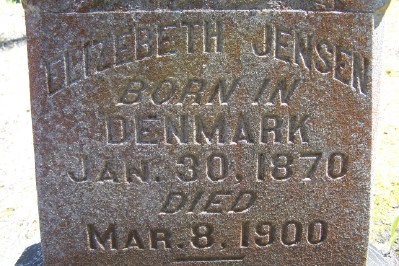 ELIZEBETH JENSEN
BORN IN
DENMARK
JAN. 30, 1870
DIED
MAR. 8, 1900